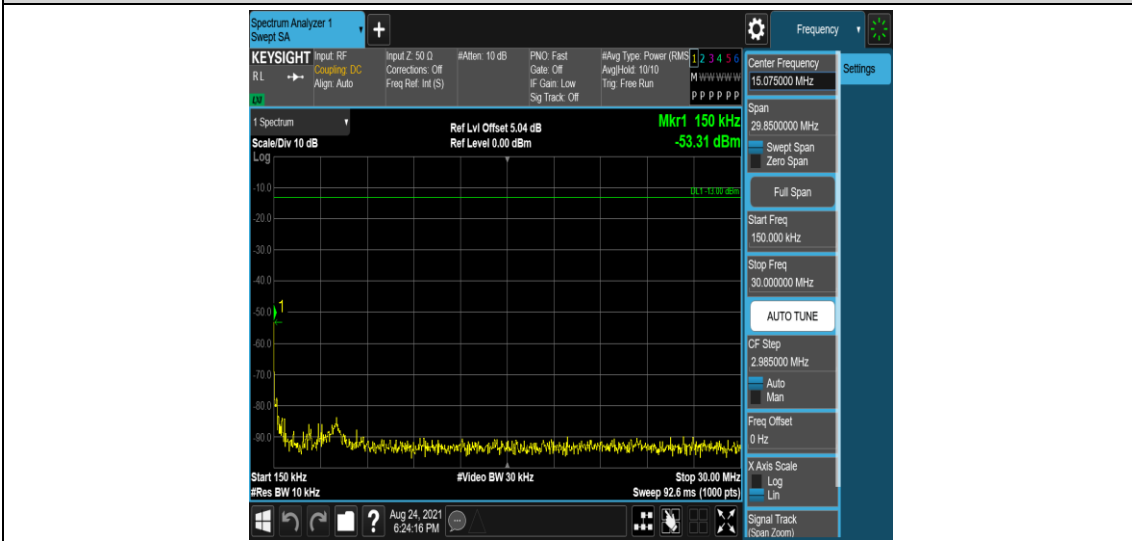 Spectrum Analyzer 1
Swept SA
+
Frequency
KEYSIGHT
RL
LXI
Input: RF
Coupling: DC
Align: Auto
Input Z: 50 Ω
Corrections: Off
Freq Ref: Int (S)
#Atten: 10 dB
PNO: Fast
Gate: Off
IF Gain: Low
Sig Track: Off
#Avg Type: Power (RMS
Avg|Hold: 10/10
Trig: Free Run
1 2 3 4 5 6
M W W W W W
P P P P P P
Center Frequency
15.075000 MHz
Settings
Span
29.8500000 MHz
Swept Span
Zero Span
Full Span
Start Freq
150.000 kHz
Stop Freq
30.000000 MHz
AUTO TUNE
CF Step
2.985000 MHz
Auto
Man
Freq Offset
0 Hz
X Axis Scale
Log
Lin
Signal Track
(Span Zoom)
1 Spectrum
Scale/Div 10 dB
Log
Ref Lvl Offset 5.04 dB
Ref Level 0.00 dBm
Mkr1 150 kHz
-53.31 dBm
DL1 -13.00 dBm
-10.0
-20.0
-30.0
-40.0
-50.0
1
-60.0
-70.0
-80.0
-90.0
Start 150 kHz
#Video BW 30 kHz
Stop 30.00 MHz
#Res BW 10 kHz
Sweep 92.6 ms (1000 pts)
?
Aug 24, 2021
6:24:16 PM